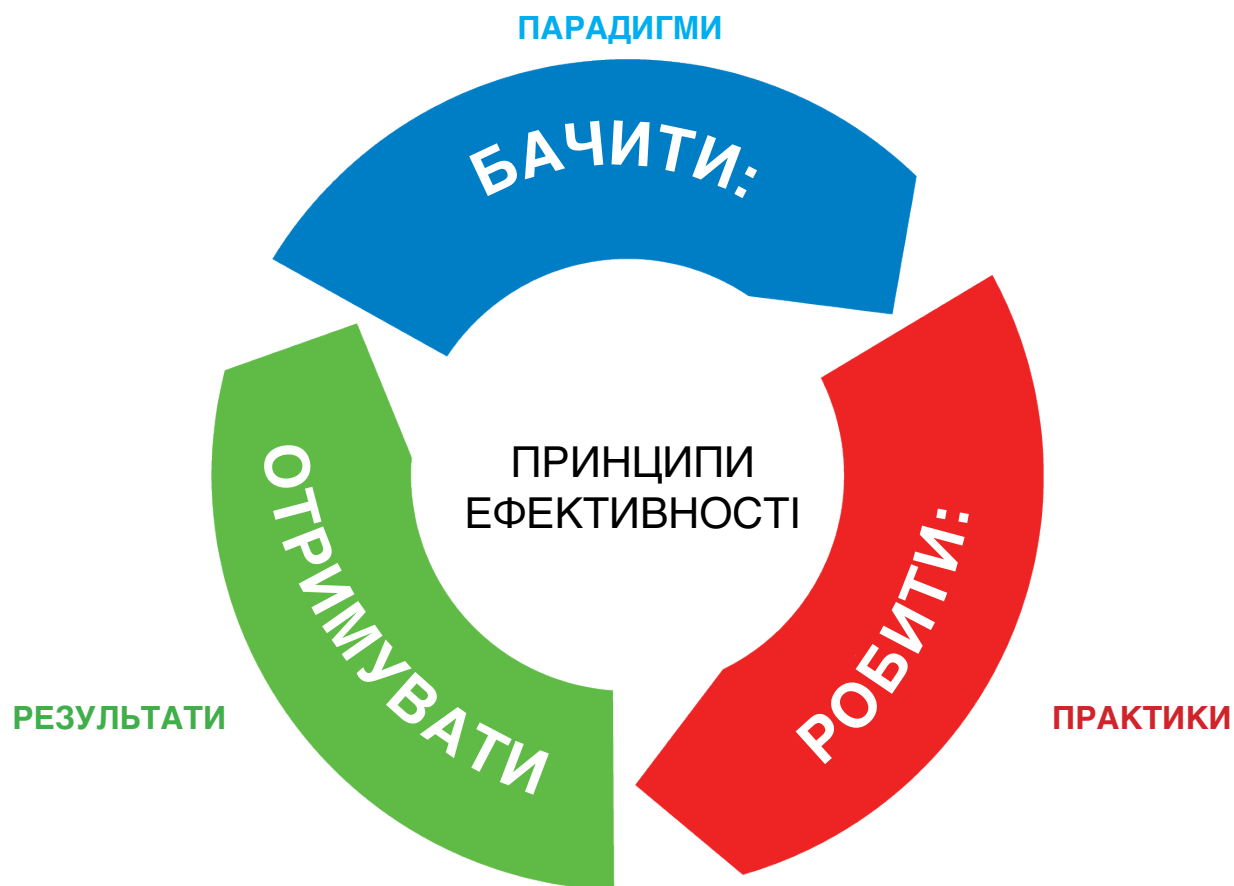 ПАРАДИГМИ
БАЧИТИ:
ПРИНЦИПИ
ЕФЕКТИВНОСТІ
РОБИТИ:
ПРАКТИКИ
ОТРИМУВАТИ
РЕЗУЛЬТАТИ